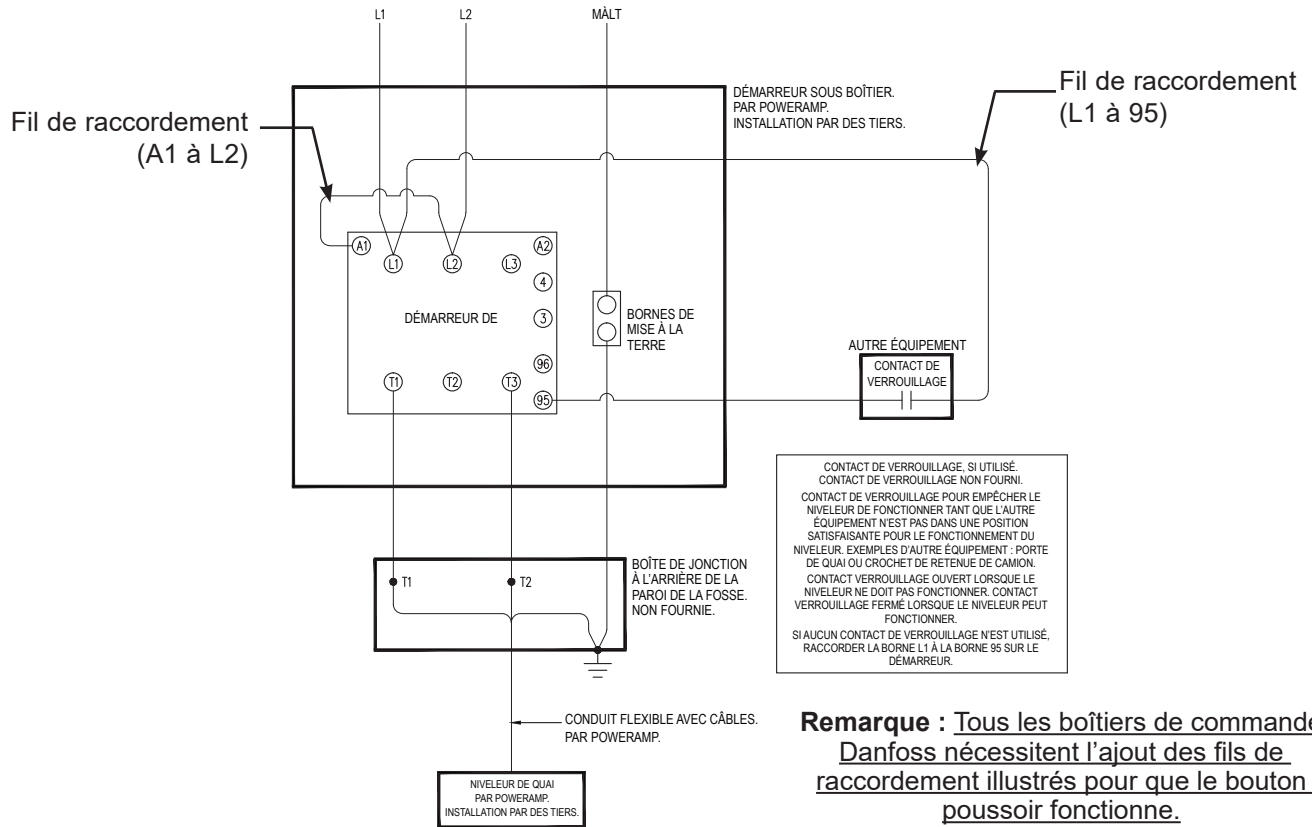 L1
L2
MÀLT
DÉMARREUR SOUS BOÎTIER.
PAR POWERAMP.
INSTALLATION PAR DES TIERS.
Fil de raccordement
(L1 à 95)
Fil de raccordement
(A1 à L2)
A1
A2
L1
L2
L3
4
DÉMARREUR DE
3
BORNES DE
MISE À LA
TERRE
96
T1
T2
T3
95
AUTRE ÉQUIPEMENT
CONTACT DE
VERROUILLAGE
CONTACT DE VERROUILLAGE, SI UTILISÉ.
CONTACT DE VERROUILLAGE NON FOURNI.
CONTACT DE VERROUILLAGE POUR EMPÊCHER LE
NIVELEUR DE FONCTIONNER TANT QUE L'AUTRE
ÉQUIPEMENT N'EST PAS DANS UNE POSITION
SATISFAISANTE POUR LE FONCTIONNEMENT DU
NIVELEUR. EXEMPLES D'AUTRE ÉQUIPEMENT : PORTE
DE QUAI OU CROCHET DE RETENUE DE CAMION.
CONTACT VERROUILLAGE OUVERT LORSQUE LE
NIVELEUR NE DOIT PAS FONCTIONNER. CONTACT
VERROUILLAGE FERMÉ LORSQUE LE NIVELEUR PEUT
FONCTIONNER.
SI AUCUN CONTACT DE VERROUILLAGE N'EST UTILISÉ,
RACCORDER LA BORNE L1 À LA BORNE 95 SUR LE
DÉMARREUR.
T1
T2
BOÎTE DE JONCTION
À L'ARRIÈRE DE LA
PAROI DE LA FOSSE.
NON FOURNIE.
CONDUIT FLEXIBLE AVEC CÂBLES.
PAR POWERAMP.
NIVELEUR DE QUAI
PAR POWERAMP.
INSTALLATION PAR DES TIERS.
Remarque : Tous les boîtiers de commande
Danfoss nécessitent l'ajout des fils de
raccordement illustrés pour que le bouton
poussoir fonctionne.